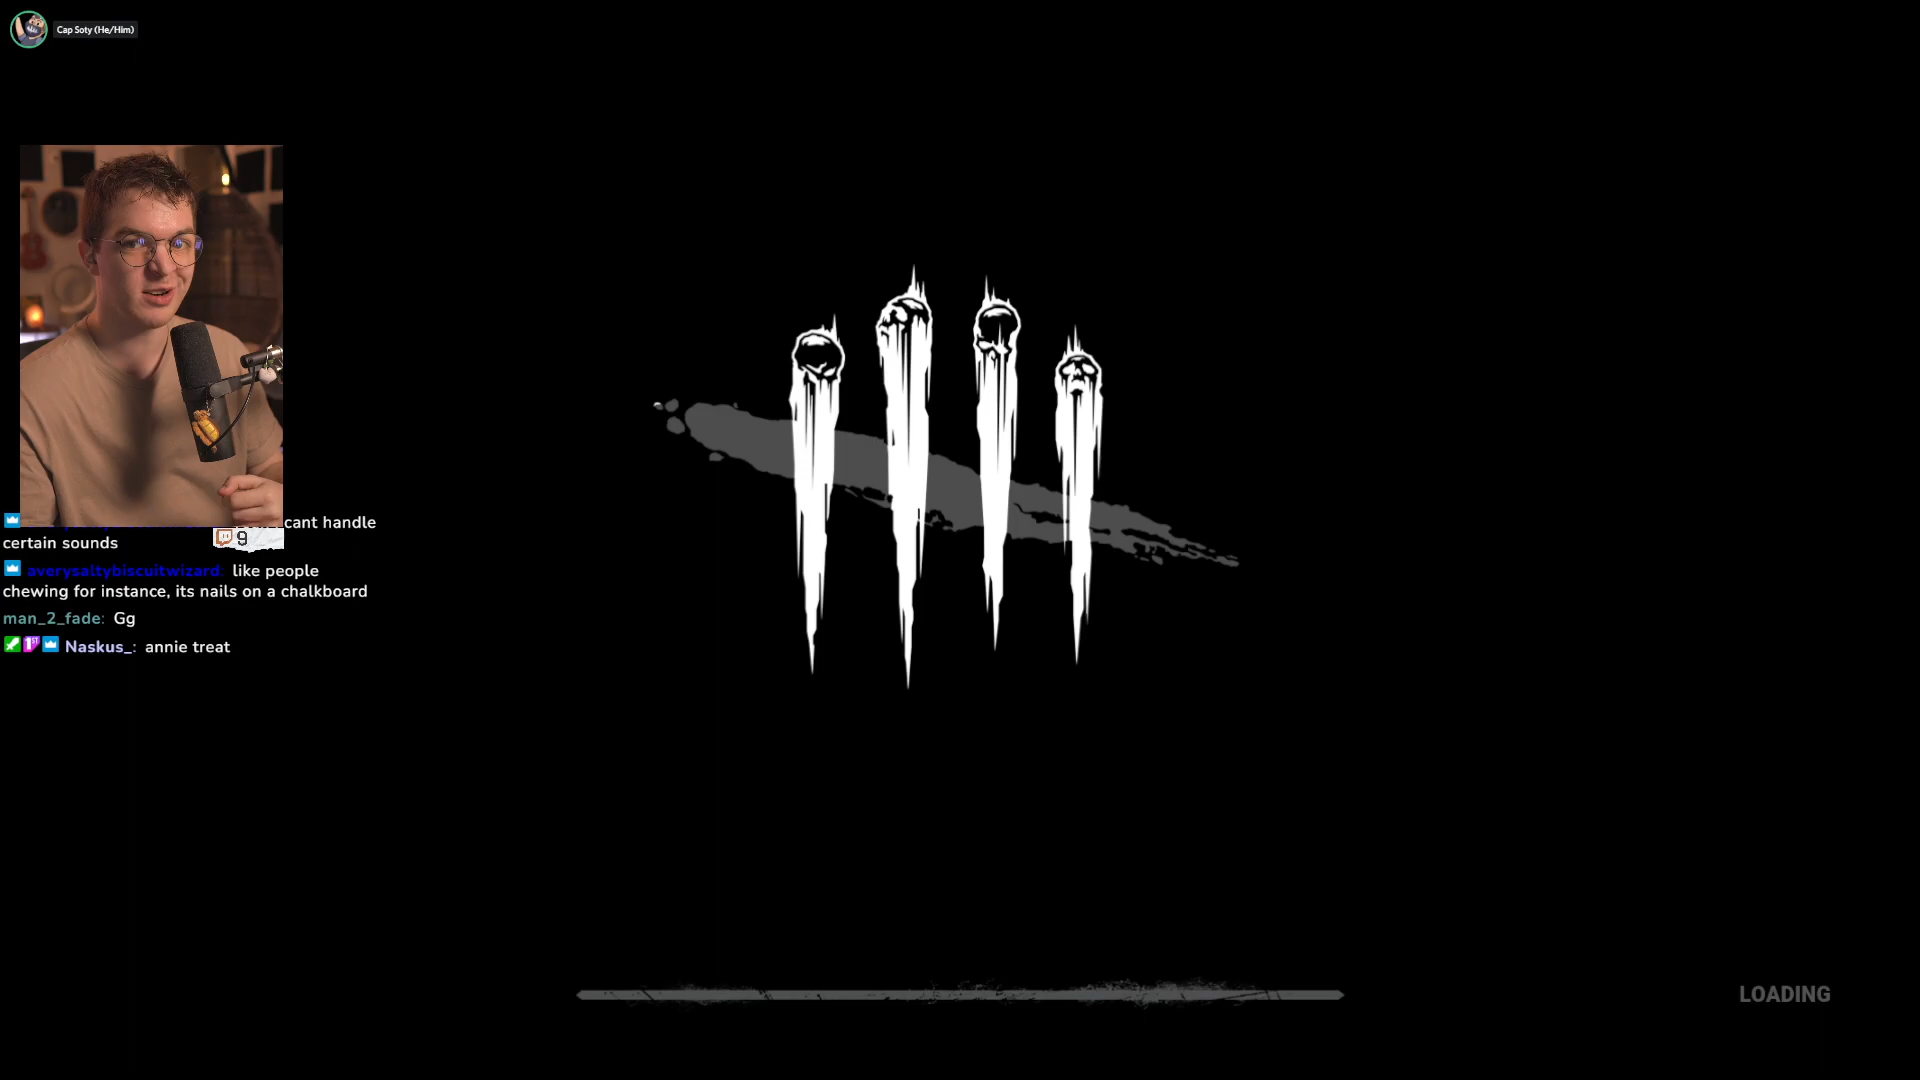 Cap Soty (He/Him)
cant handle
certain sounds
9
averysaltybiscuitwizard: like people
chewing for instance, its nails on a chalkboard
man_2_fade: Gg
Naskus_: annie treat
LOADING